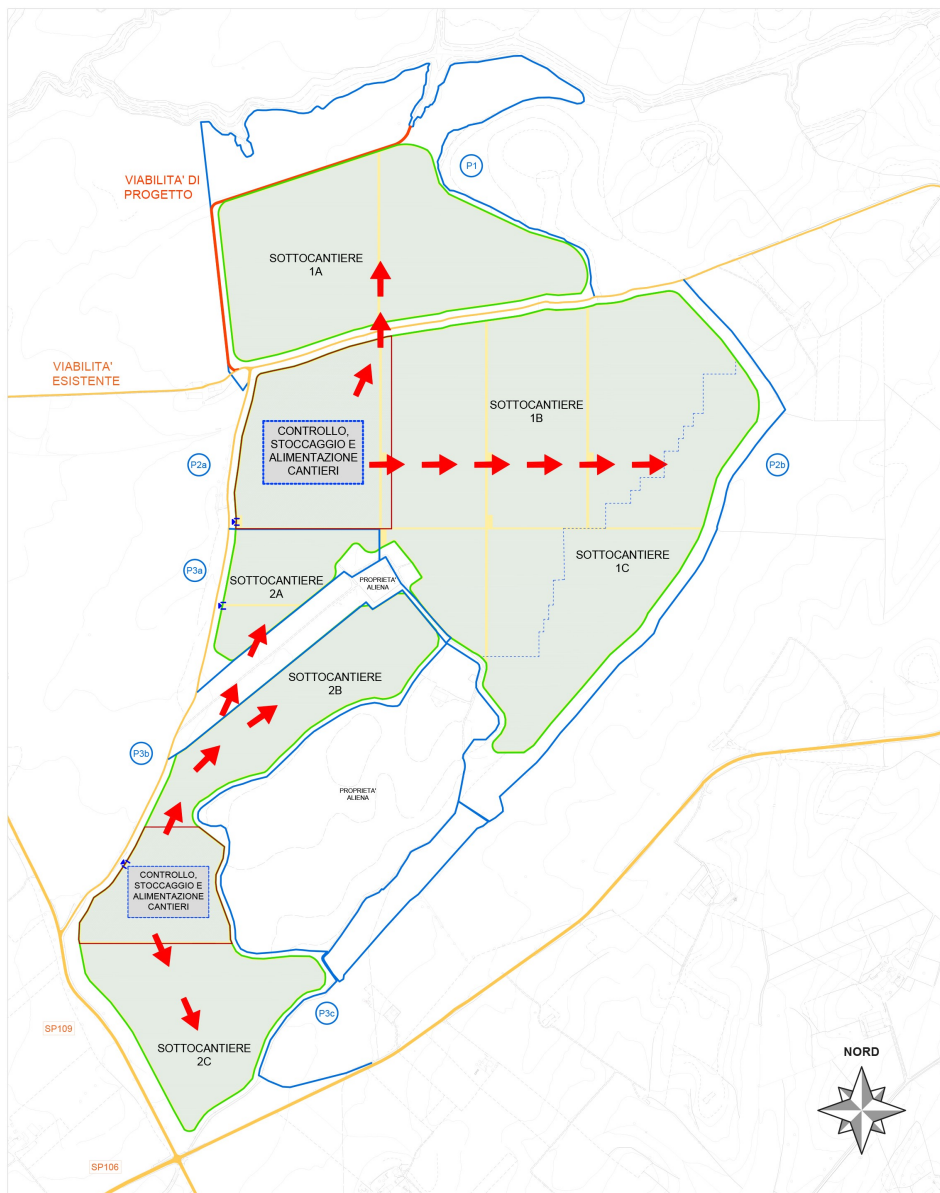 P1
VIABILITA' DI
PROGETTO
SOTTOCANTIERE
1A
VIABILITA'
ESISTENTE
SOTTOCANTIERE
1B
CONTROLLO,
STOCCAGGIO E
ALIMENTAZIONE
CANTIERI
P2a
P2b
SOTTOCANTIERE
1C
P3a
SOTTOCANTIERE
2A
PROPRIETA'
ALIENA
SOTTOCANTIERE
2B
P3b
PROPRIETA'
ALIENA
CONTROLLO,
STOCCAGGIO E
ALIMENTAZIONE
CANTIERI
P3c
SP109
SOTTOCANTIERE
2C
NORD
SP106